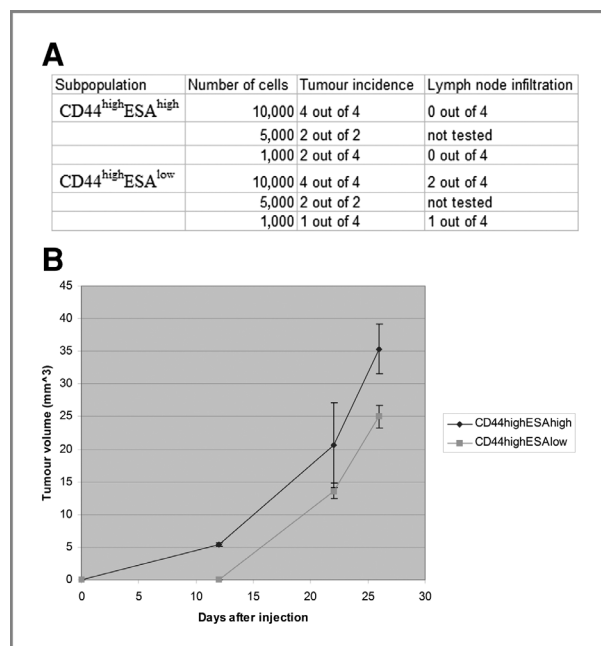 A
Subpopulation Number of cells Tumour incidence Lymph node infiltration
CD44highESAhigh 10,000 4 out of 4 0 out of 4
5,000 2 out of 2 not tested
1,000 2 out of 4 0 out of 4
CD44highESAlow 10,000 4 out of 4 2 out of 4
5,000 2 out of 2 not tested
1,000 1 out of 4 1 out of 4
B
45
40
35
30
25
20
15
10
5
0
Tumour volume (mm^3)
0 5 10 15 20 25 30
Days after injection
CD44highESAhigh
CD44highESAlow